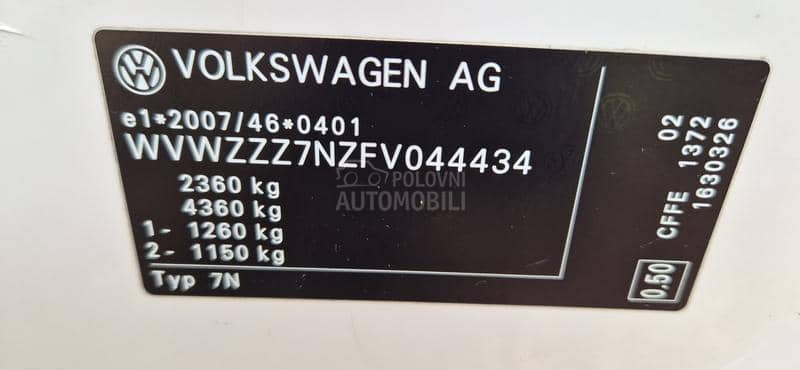 VOLKSWAGEN AG
e1*2007/46*0401
WVWZZZ7NZFV044434
2360 kg
4360 kg
1- 1260 kg
2- 1150 kg
Typ 7N
02
CFFE 1372
1630326
0.50
POLOVNI
AUTOMOBILI